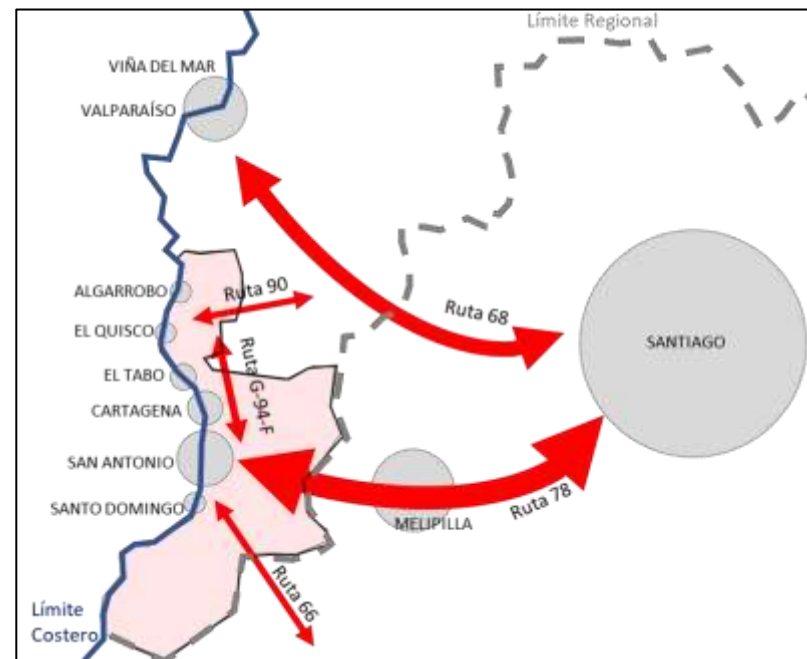 Límite Regional
VIÑA DEL MAR
VALPARAÍSO
ALGARROBO
Ruta 90
EL QUISCO
Ruta 68
SANTIAGO
EL TABO
Ruta G-94-F
CARTAGENA
SAN ANTONIO
SANTO DOMINGO
Ruta 78
MELIPILLA
Ruta 66
Límite
Costero